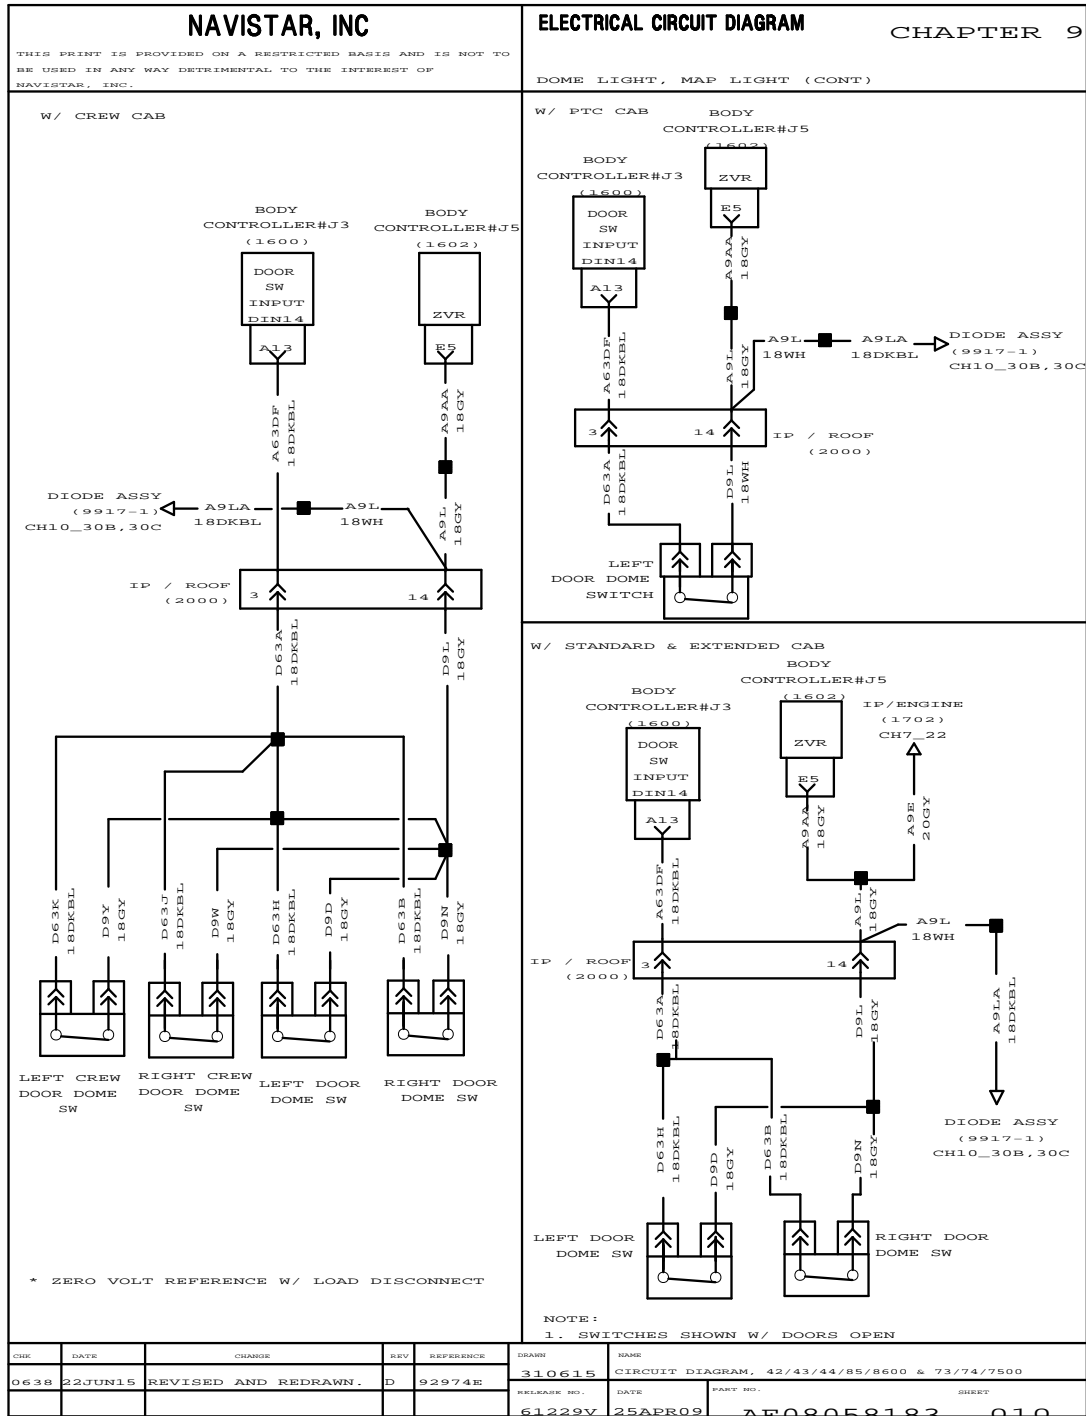 NAVISTAR, INC
THIS PRINT IS PROVIDED ON A RESTRICTED BASIS AND IS NOT TO
BE USED IN ANY WAY DETRIMENTAL TO THE INTEREST OF
NAVISTAR, INC.
ELECTRICAL CIRCUIT DIAGRAM
CHAPTER 9
DOME LIGHT, MAP LIGHT (CONT)
W/ CREW CAB
BODY
CONTROLLER#J3
(1600)
BODY
CONTROLLER#J5
(1602)
DOOR
SW
INPUT
DIN14
ZVR
A13
E5
A63DF
18DKBL
A9AA
18GY
DIODE ASSY
(9917-1)
CH10_30B,30C
A9LA
18DKBL
A9L
18WH
A9L
18GY
IP / ROOF
(2000)
3
14
D63A
18DKBL
D9L
18GY
D63K
18DKBL
D9Y
18GY
D63J
18DKBL
D9W
18GY
D63H
18DKBL
D9D
18GY
D63B
18DKBL
D9N
18GY
LEFT CREW
DOOR DOME
SW
RIGHT CREW
DOOR DOME
SW
LEFT DOOR
DOME SW
RIGHT DOOR
DOME SW
* ZERO VOLT REFERENCE W/ LOAD DISCONNECT
W/ PTC CAB
BODY
CONTROLLER#J5
(1602)
BODY
CONTROLLER#J3
(1600)
ZVR
DOOR
SW
INPUT
DIN14
E5
A13
A9AA
18GY
A63DF
18DKBL
A9L
18GY
A9L
18WH
A9LA
18DKBL
DIODE ASSY
(9917-1)
CH10_30B,30C
3
14
IP / ROOF
(2000)
D63A
18DKBL
D9L
18WH
LEFT
DOOR DOME
SWITCH
W/ STANDARD & EXTENDED CAB
BODY
CONTROLLER#J5
(1602)
BODY
CONTROLLER#J3
(1600)
IP/ENGINE
(1702)
CH7_22
DOOR
SW
INPUT
DIN14
ZVR
E5
A13
A9AA
18GY
A9E
20GY
A63DF
18DKBL
A9L
18GY
A9L
18WH
IP / ROOF
(2000)
3
14
D63A
18DKBL
D9L
18GY
A9LA
18DKBL
DIODE ASSY
(9917-1)
CH10_30B,30C
D63H
18DKBL
D9D
18GY
D63B
18DKBL
D9N
18GY
LEFT DOOR
DOME SW
RIGHT DOOR
DOME SW
NOTE:
1. SWITCHES SHOWN W/ DOORS OPEN
CHK DATE CHANGE REV REFERENCE
0638 22JUN15 REVISED AND REDRAWN. D 92974E
DRAWN NAME
310615 CIRCUIT DIAGRAM, 42/43/44/85/8600 & 73/74/7500
RELEASE NO. DATE PART NO. SHEET
61229V 25APR09 AE08058183 010